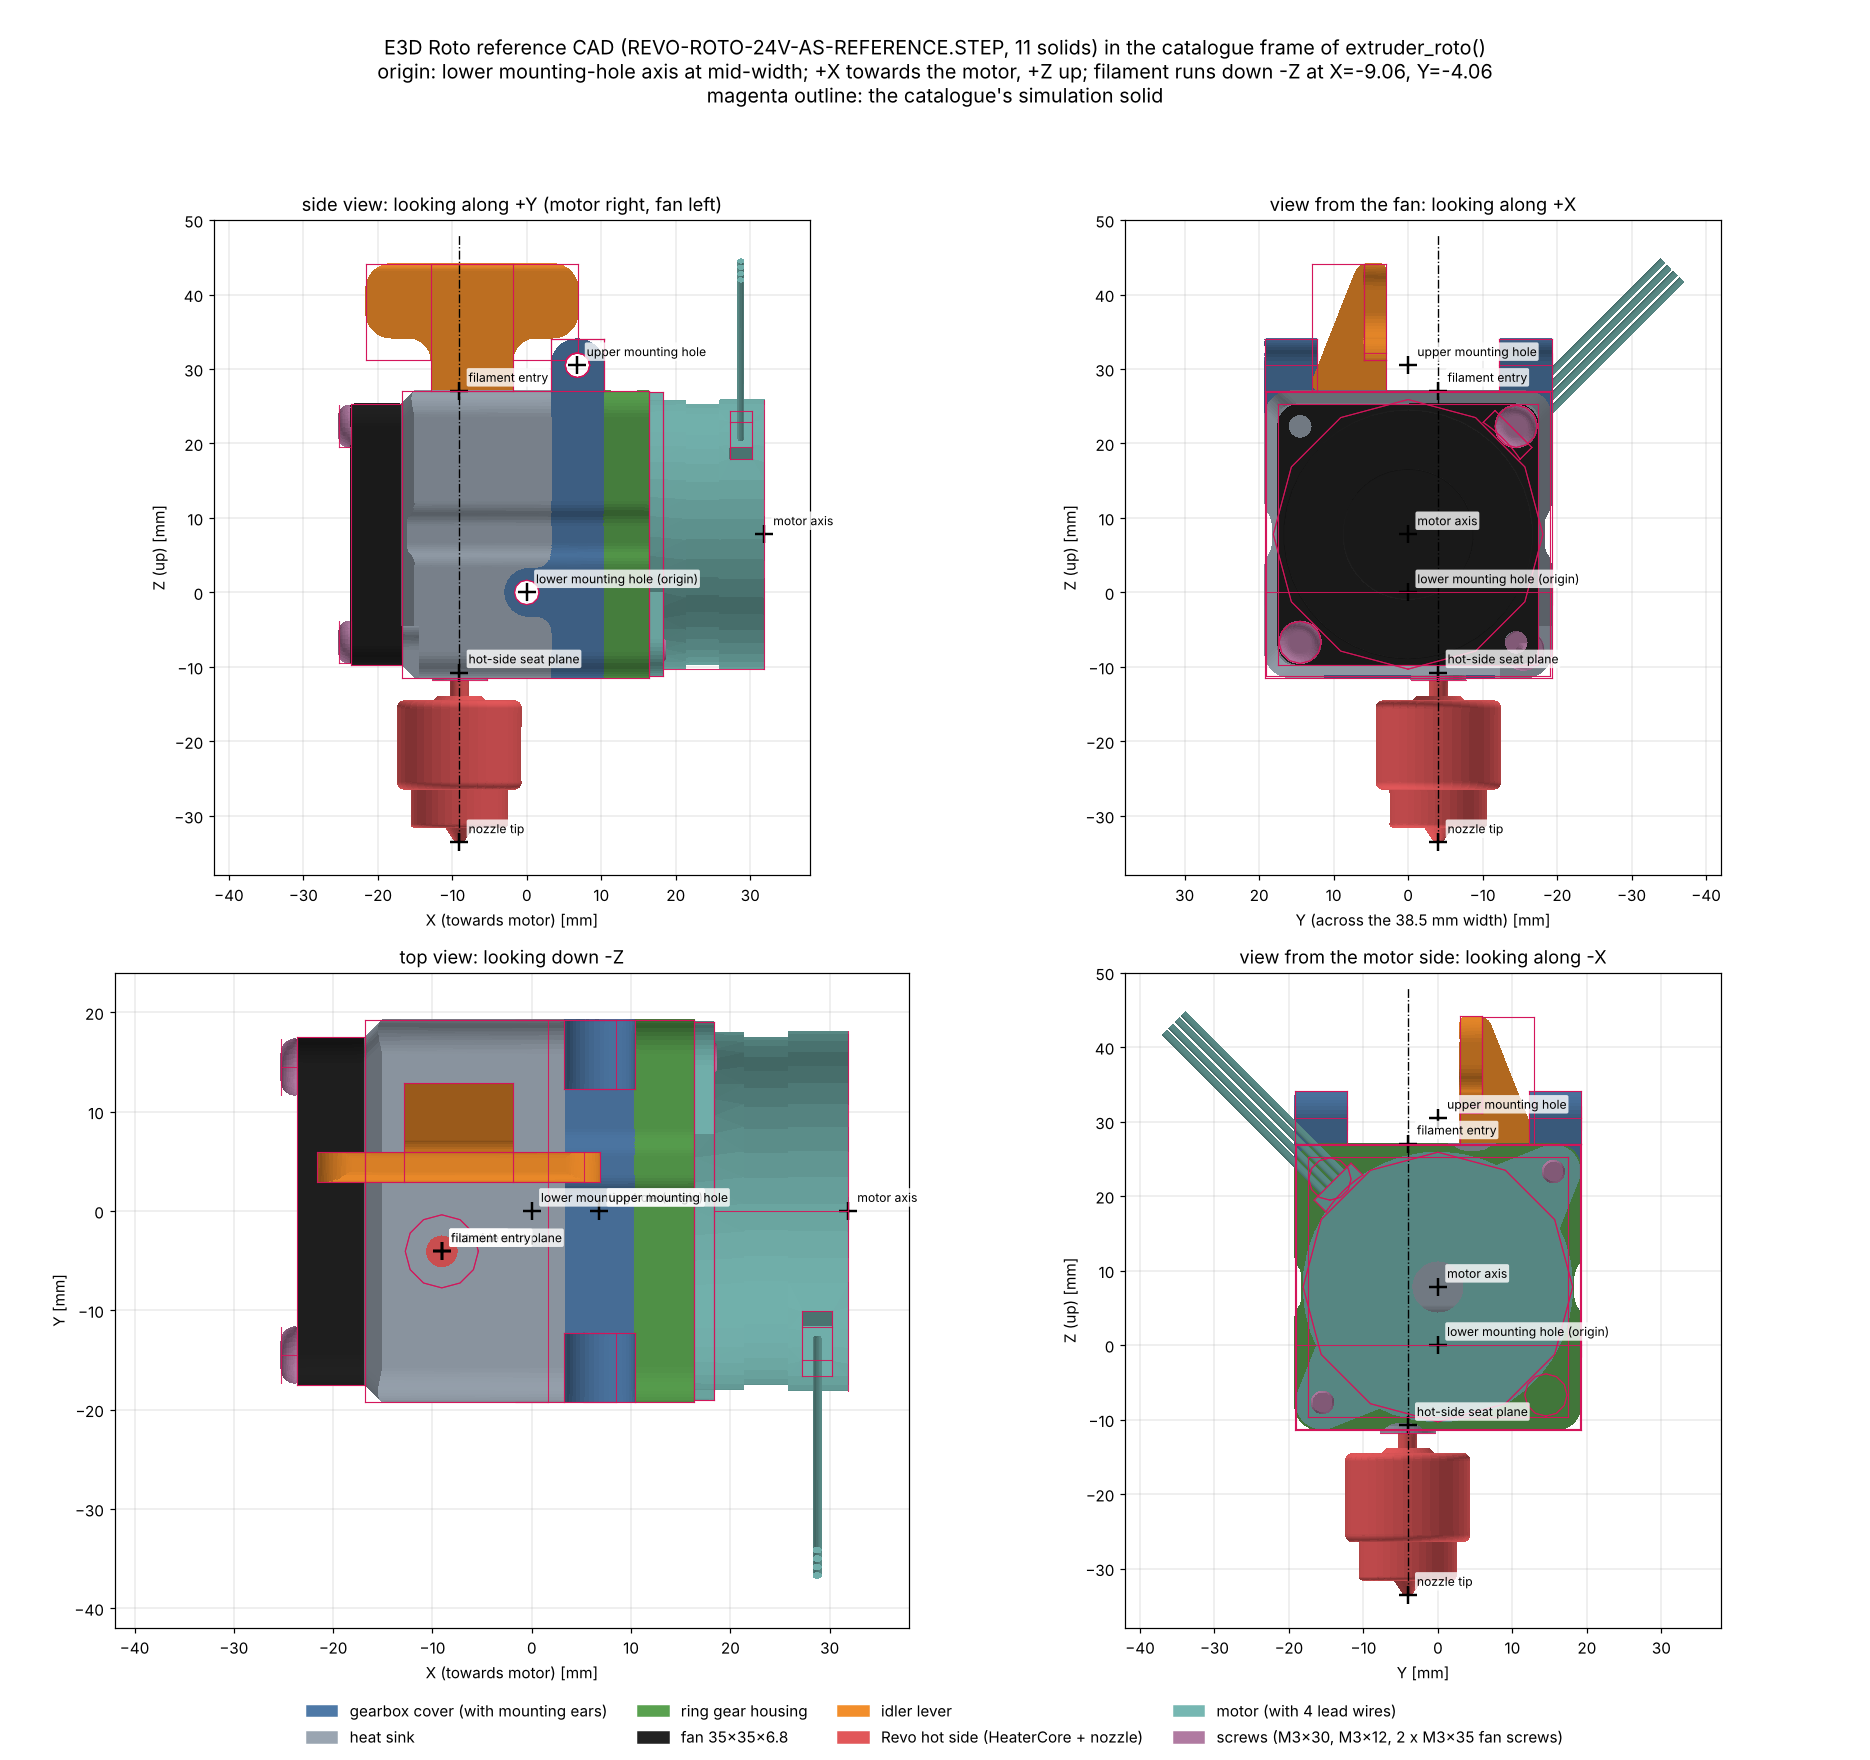 E3D Roto reference CAD (REVO-ROTO-24V-AS-REFERENCE.STEP, 11 solids) in the catalogue frame of extruder_roto()
origin: lower mounting-hole axis at mid-width; +X towards the motor, +Z up; filament runs down -Z at X=-9.06, Y=-4.06
magenta outline: the catalogue's simulation solid
side view: looking along +Y (motor right, fan left)
50
40
30
20
10
0
−10
−20
−30
Z (up) [mm]
upper mounting hole
filament entry
motor axis
lower mounting hole (origin)
hot-side seat plane
nozzle tip
−40 −30 −20 −10 0 10 20 30
X (towards motor) [mm]
view from the fan: looking along +X
50
40
30
20
10
0
−10
−20
−30
Z (up) [mm]
upper mounting hole
filament entry
motor axis
lower mounting hole (origin)
hot-side seat plane
nozzle tip
30 20 10 0 −10 −20 −30 −40
Y (across the 38.5 mm width) [mm]
top view: looking down -Z
20
10
0
−10
−20
−30
−40
Y [mm]
lower moun
upper mounting hole
motor axis
filament entry
plane
−40 −30 −20 −10 0 10 20 30
X (towards motor) [mm]
view from the motor side: looking along -X
50
40
30
20
10
0
−10
−20
−30
Z (up) [mm]
upper mounting hole
filament entry
motor axis
lower mounting hole (origin)
hot-side seat plane
nozzle tip
−40 −30 −20 −10 0 10 20 30
Y [mm]
gearbox cover (with mounting ears)
heat sink
ring gear housing
fan 35×35×6.8
idler lever
Revo hot side (HeaterCore + nozzle)
motor (with 4 lead wires)
screws (M3×30, M3×12, 2 x M3×35 fan screws)